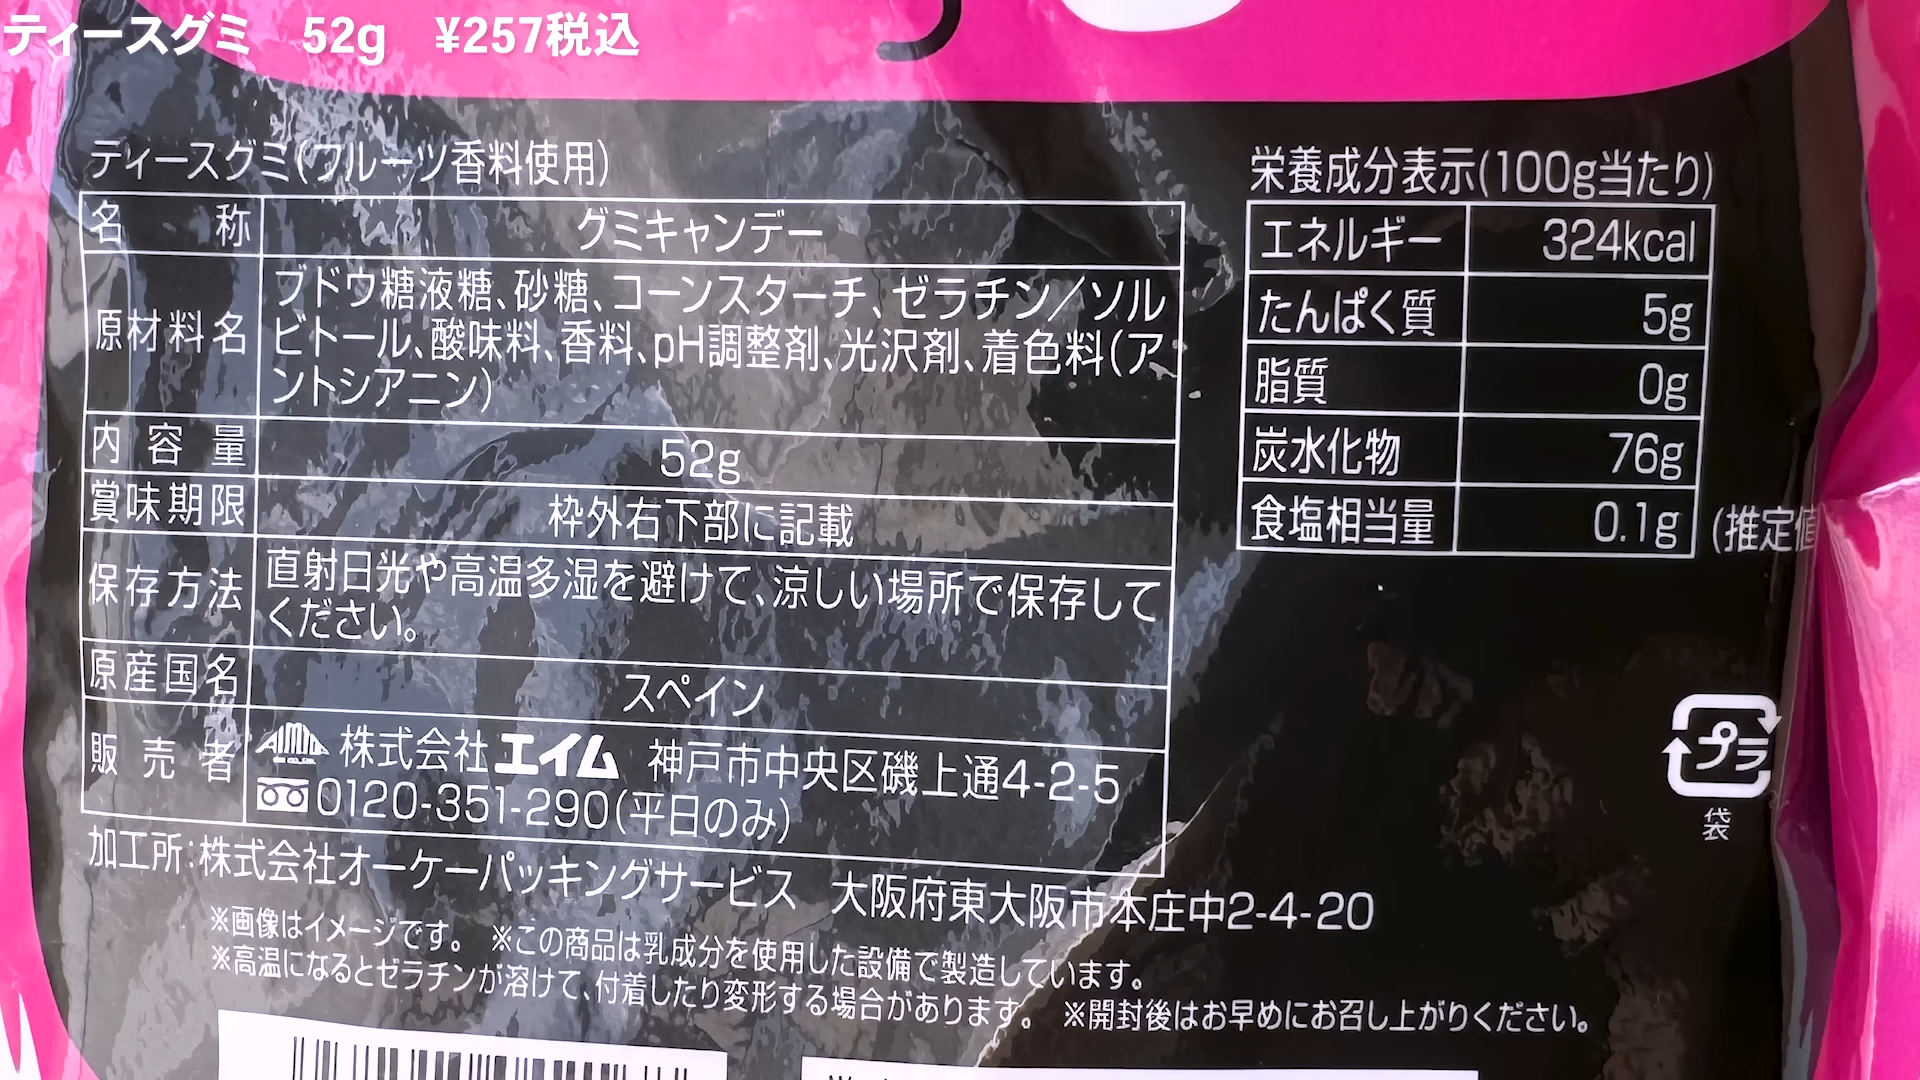 ティースグミ 52g ¥257税込
ティースグミ(フルーツ香料使用)
名称 グミキャンデー
原材料名 ブドウ糖液糖、砂糖、コーンスターチ、ゼラチン／ソル
ビトール、酸味料、香料、pH調整剤、光沢剤、着色料(ア
ントシアニン)
内容量 52g
賞味期限 枠外右下部に記載
保存方法 直射日光や高温多湿を避けて、涼しい場所で保存して
ください。
原産国名 スペイン
販売者 株式会社エイム 神戸市中央区磯上通4-2-5
0120-351-290(平日のみ)
加工所:株式会社オーケーパッキングサービス 大阪府東大阪市本庄中2-4-20
※画像はイメージです。 ※この商品は乳成分を使用した設備で製造しています。
※高温になるとゼラチンが溶けて、付着したり変形する場合があります。 ※開封後はお早めにお召し上がりください。
栄養成分表示(100g当たり)
エネルギー 324kcal
たんぱく質 5g
脂質 0g
炭水化物 76g
食塩相当量 0.1g (推定値
プラ
袋